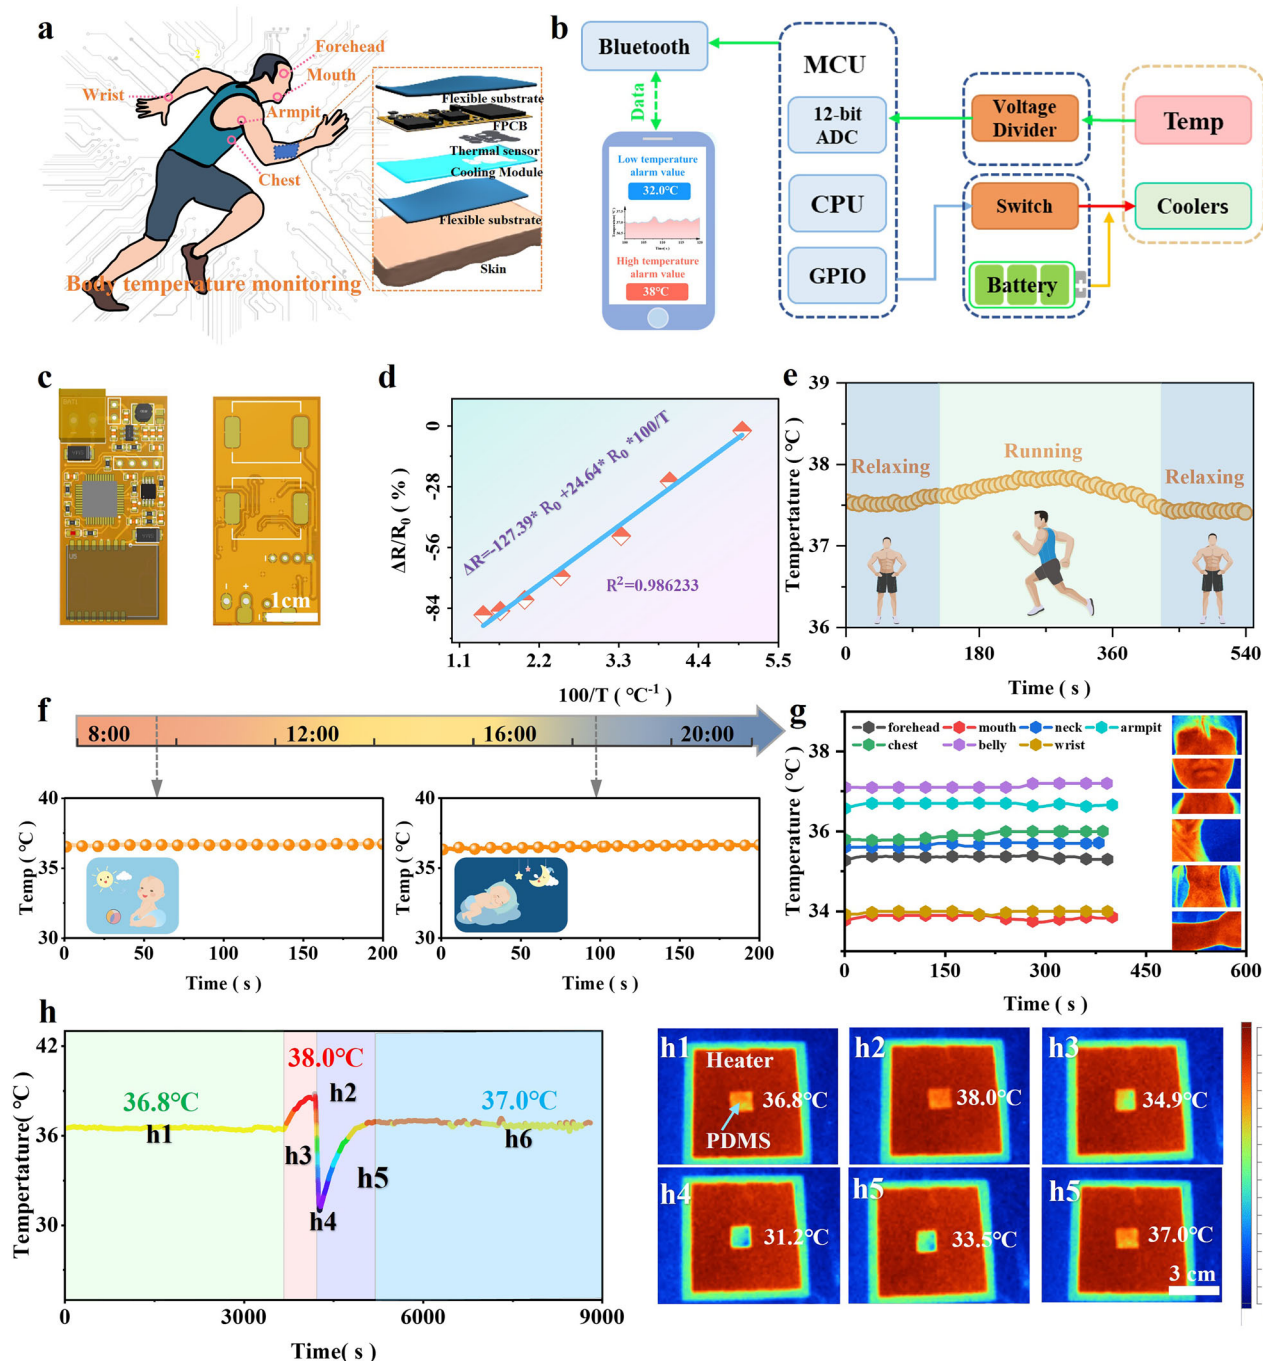 a
Forehead
Mouth
Wrist
Armpit
Chest
Body temperature monitoring
Flexible substrate
FPCB
Thermal sensor
Cooling Module
Flexible substrate
Skin
b
Bluetooth
Data
Low temperature
alarm value
32.0°C
High temperature
alarm value
38°C
MCU
12-bit
ADC
CPU
GPIO
Voltage
Divider
Switch
Battery
Temp
Coolers
c
1cm
d
ΔR=-127.39* R0 +24.64* R0 *100/T
R²=0.986233
ΔR/R0 ( % )
0
-28
-56
-84
1.1 2.2 3.3 4.4 5.5
100/T ( °C⁻¹ )
e
Tempertature ( °C )
39
38
37
36
Relaxing
Running
Relaxing
0 180 360 540
Time ( s )
f
8:00 12:00 16:00 20:00
Temp ( °C )
40
35
30
0 50 100 150 200
Time ( s )
Temp ( °C )
40
35
30
0 50 100 150 200
Time ( s )
g
forehead mouth neck armpit
chest belly wrist
Temperature ( °C )
38
36
34
0 150 300 450 600
Time ( s )
h
Tempertature( °C )
42
36
30
36.8°C
38.0°C
37.0°C
h1
h2
h3
h4
h5
h6
0 3000 6000 9000
Time( s )
h1
Heater
36.8°C
PDMS
h2
38.0°C
h3
34.9°C
h4
31.2°C
h5
33.5°C
h5
37.0°C
3 cm